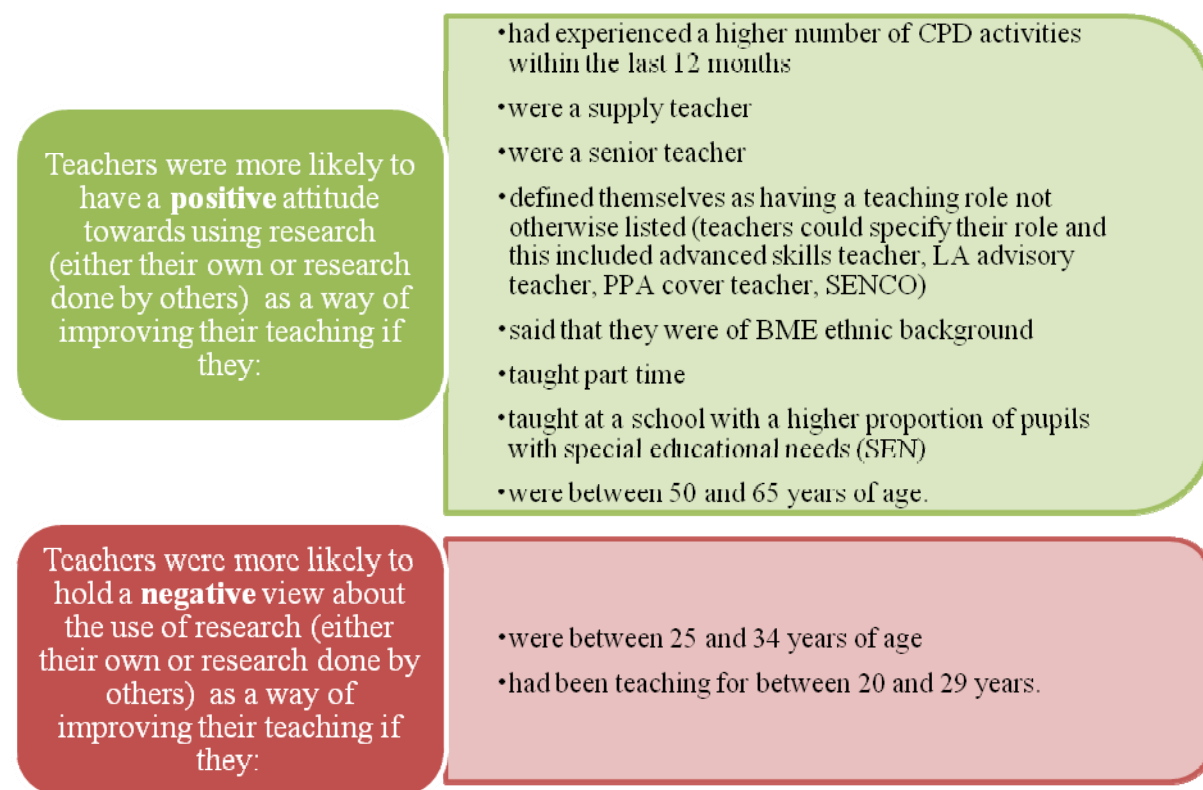 Teachers were more likely to
have a positive attitude
towards using research
(either their own or research
done by others) as a way of
improving their teaching if
they:
•had experienced a higher number of CPD activities
within the last 12 months
•were a supply teacher
•were a senior teacher
•defined themselves as having a teaching role not
otherwise listed (teachers could specify their role and
this included advanced skills teacher, LA advisory
teacher, PPA cover teacher, SENCO)
•said that they were of BME ethnic background
•taught part time
•taught at a school with a higher proportion of pupils
with special educational needs (SEN)
•were between 50 and 65 years of age.
Teachers were more likely to
hold a negative view about
the use of research (either
their own or research done by
others) as a way of
improving their teaching if
they:
•were between 25 and 34 years of age
•had been teaching for between 20 and 29 years.